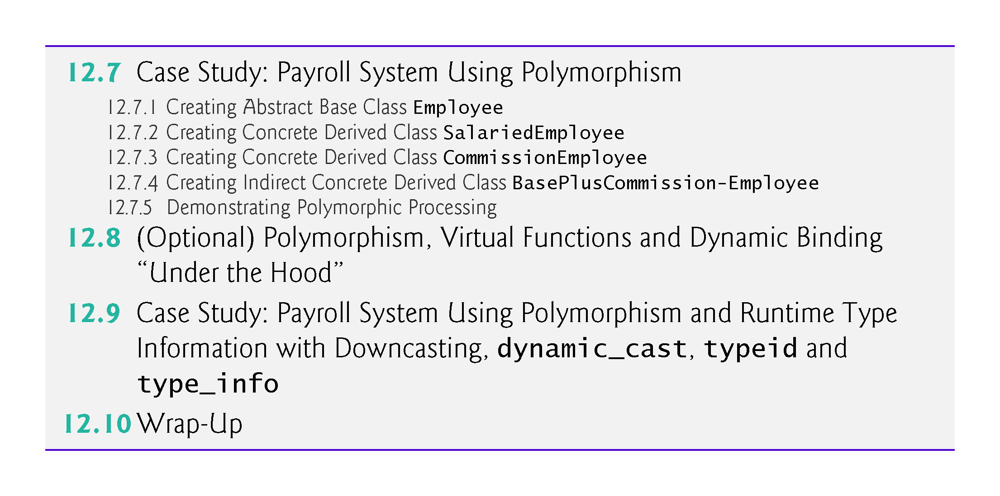 12.7 Case Study: Payroll System Using Polymorphism
12.7.1 Creating Abstract Base Class Employee
12.7.2 Creating Concrete Derived Class SalariedEmployee
12.7.3 Creating Concrete Derived Class CommissionEmployee
12.7.4 Creating Indirect Concrete Derived Class BasePlusCommission-Employee
12.7.5 Demonstrating Polymorphic Processing
12.8 (Optional) Polymorphism, Virtual Functions and Dynamic Binding
“Under the Hood”
12.9 Case Study: Payroll System Using Polymorphism and Runtime Type
Information with Downcasting, dynamic_cast, typeid and
type_info
12.10 Wrap-Up